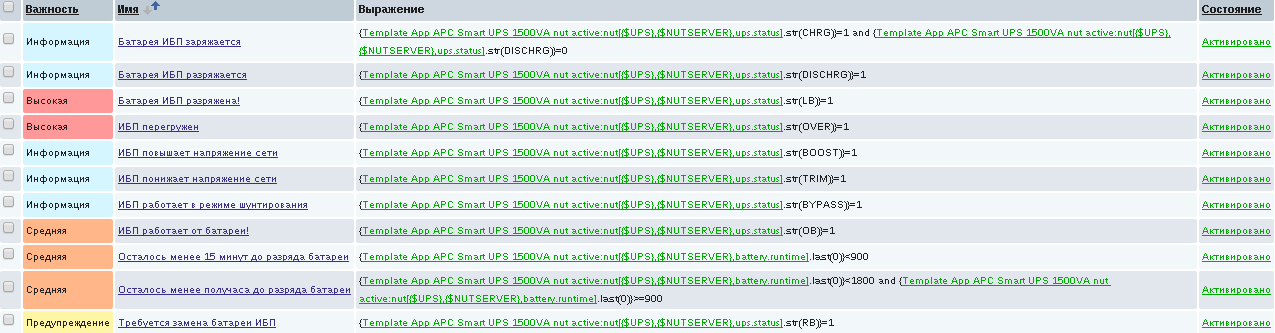 Важность Имя Выражение Состояние
Информация Батарея ИБП заряжается {Template App APC Smart UPS 1500VA nut active:nut[{$UPS},{$NUTSERVER},ups.status].str(CHRG)}=1 and {Template App APC Smart UPS 1500VA nut active:nut[{$UPS},
{$NUTSERVER},ups.status].str(DISCHRG)}=0 Активировано
Информация Батарея ИБП разряжается {Template App APC Smart UPS 1500VA nut active:nut[{$UPS},{$NUTSERVER},ups.status].str(DISCHRG)}=1 Активировано
Высокая Батарея ИБП разряжена! {Template App APC Smart UPS 1500VA nut active:nut[{$UPS},{$NUTSERVER},ups.status].str(LB)}=1 Активировано
Высокая ИБП перегружен {Template App APC Smart UPS 1500VA nut active:nut[{$UPS},{$NUTSERVER},ups.status].str(OVER)}=1 Активировано
Информация ИБП повышает напряжение сети {Template App APC Smart UPS 1500VA nut active:nut[{$UPS},{$NUTSERVER},ups.status].str(BOOST)}=1 Активировано
Информация ИБП понижает напряжение сети {Template App APC Smart UPS 1500VA nut active:nut[{$UPS},{$NUTSERVER},ups.status].str(TRIM)}=1 Активировано
Информация ИБП работает в режиме шунтирования {Template App APC Smart UPS 1500VA nut active:nut[{$UPS},{$NUTSERVER},ups.status].str(BYPASS)}=1 Активировано
Средняя ИБП работает от батареи! {Template App APC Smart UPS 1500VA nut active:nut[{$UPS},{$NUTSERVER},ups.status].str(OB)}=1 Активировано
Средняя Осталось менее 15 минут до разряда батареи {Template App APC Smart UPS 1500VA nut active:nut[{$UPS},{$NUTSERVER},battery.runtime].last(0)}<900 Активировано
Средняя Осталось менее получаса до разряда батареи {Template App APC Smart UPS 1500VA nut active:nut[{$UPS},{$NUTSERVER},battery.runtime].last(0)}<1800 and {Template App APC Smart UPS 1500VA nut
active:nut[{$UPS},{$NUTSERVER},battery.runtime].last(0)}>=900 Активировано
Предупреждение Требуется замена батареи ИБП {Template App APC Smart UPS 1500VA nut active:nut[{$UPS},{$NUTSERVER},ups.status].str(RB)}=1 Активировано